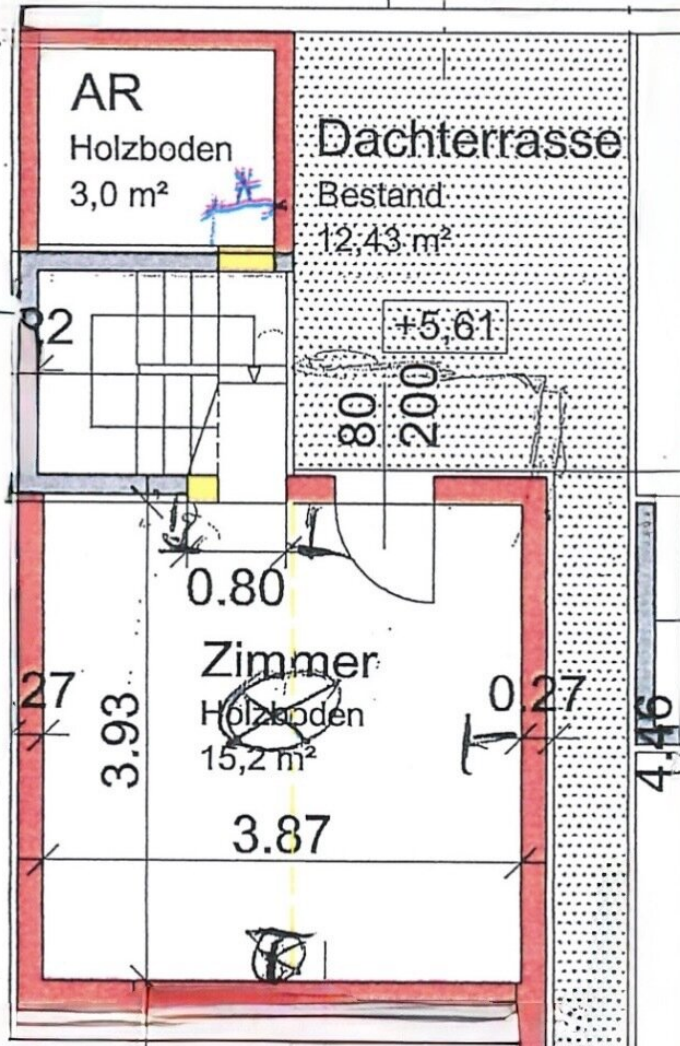 AR
Holzboden
3,0 m²
Dachterrasse
Bestand
12,43 m²
+5,61
80
200
0.80
Zimmer
Holzboden
15,2 m²
27
0.27
3.93
4.46
3.87